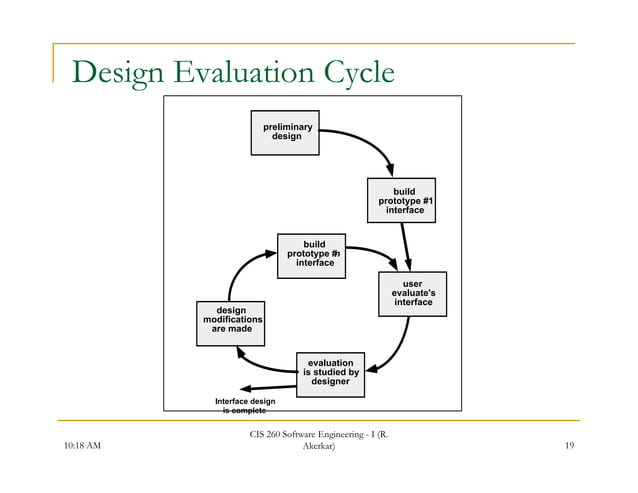 Design Evaluation Cycle
preliminary
design
build
prototype #1
interface
build
prototype #n
interface
user
evaluate's
interface
design
modifications
are made
evaluation
is studied by
designer
Interface design
is complete
10:18 AM
CIS 260 Software Engineering - I (R.
Akerkar)
19